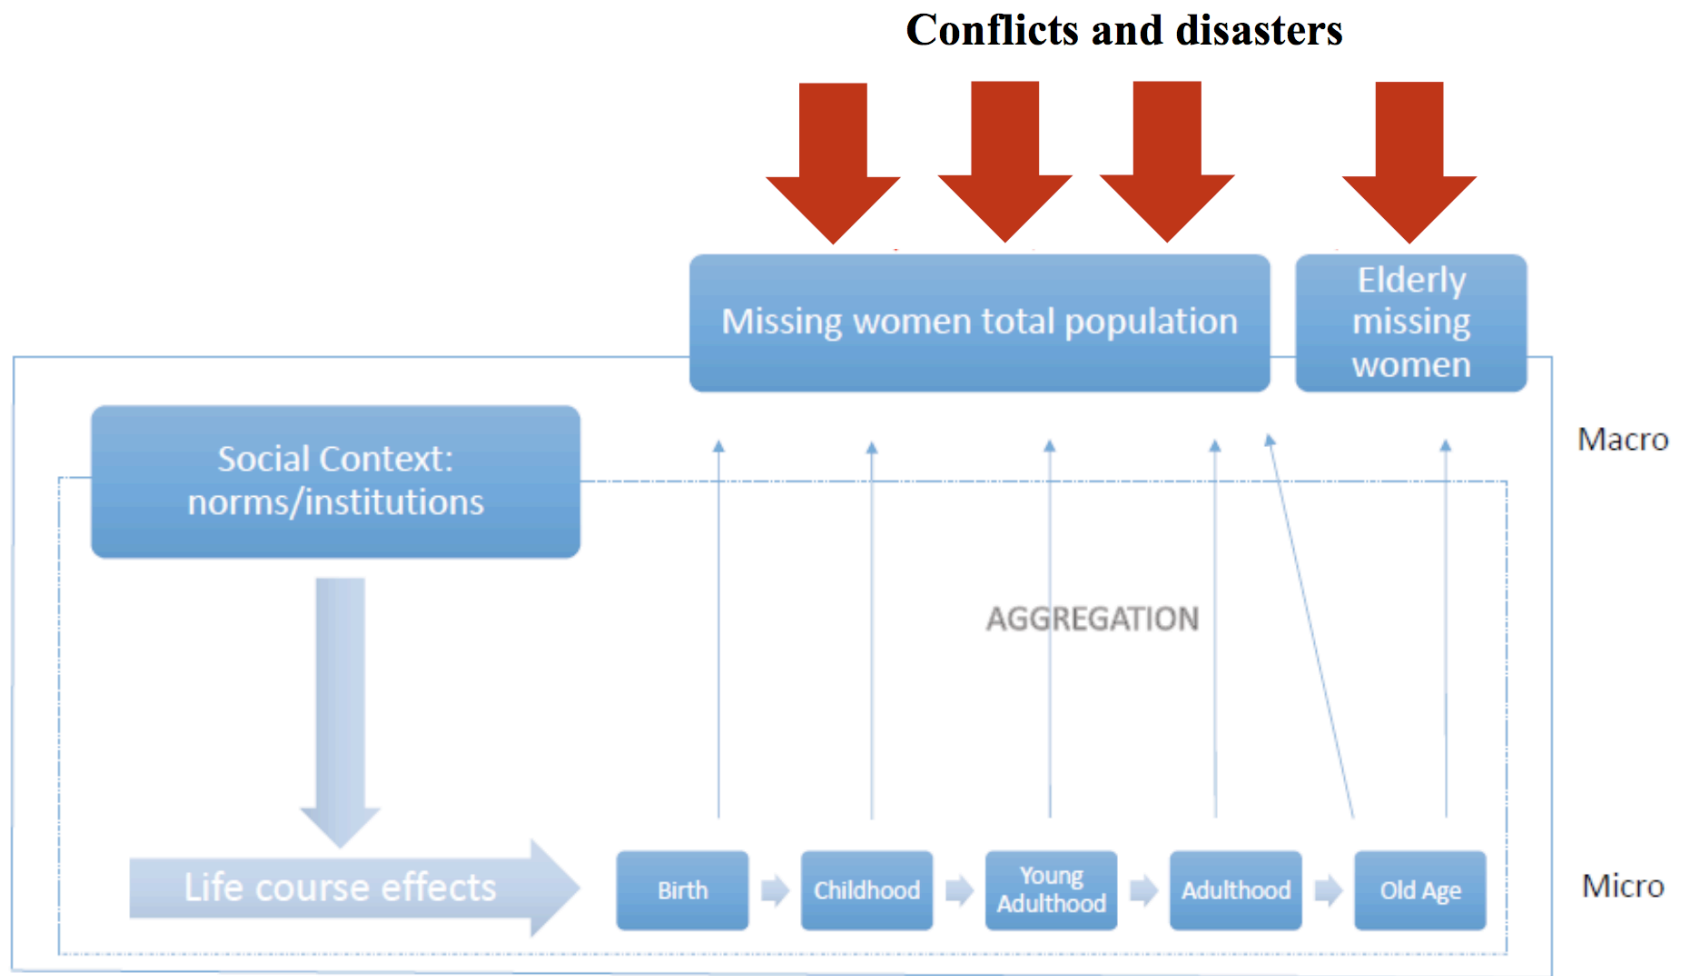 Conflicts and disasters
Missing women total population
Elderly
missing
women
Macro
Social Context:
norms/institutions
AGGREGATION
Life course effects
Birth
Childhood
Young
Adulthood
Adulthood
Old Age
Micro